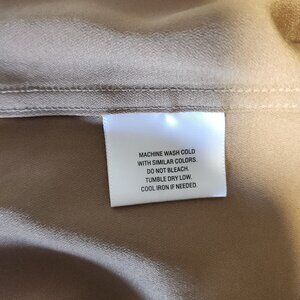 MACHINE WASH COLD
WITH SIMILAR COLORS.
DO NOT BLEACH.
TUMBLE DRY LOW.
COOL IRON IF NEEDED.